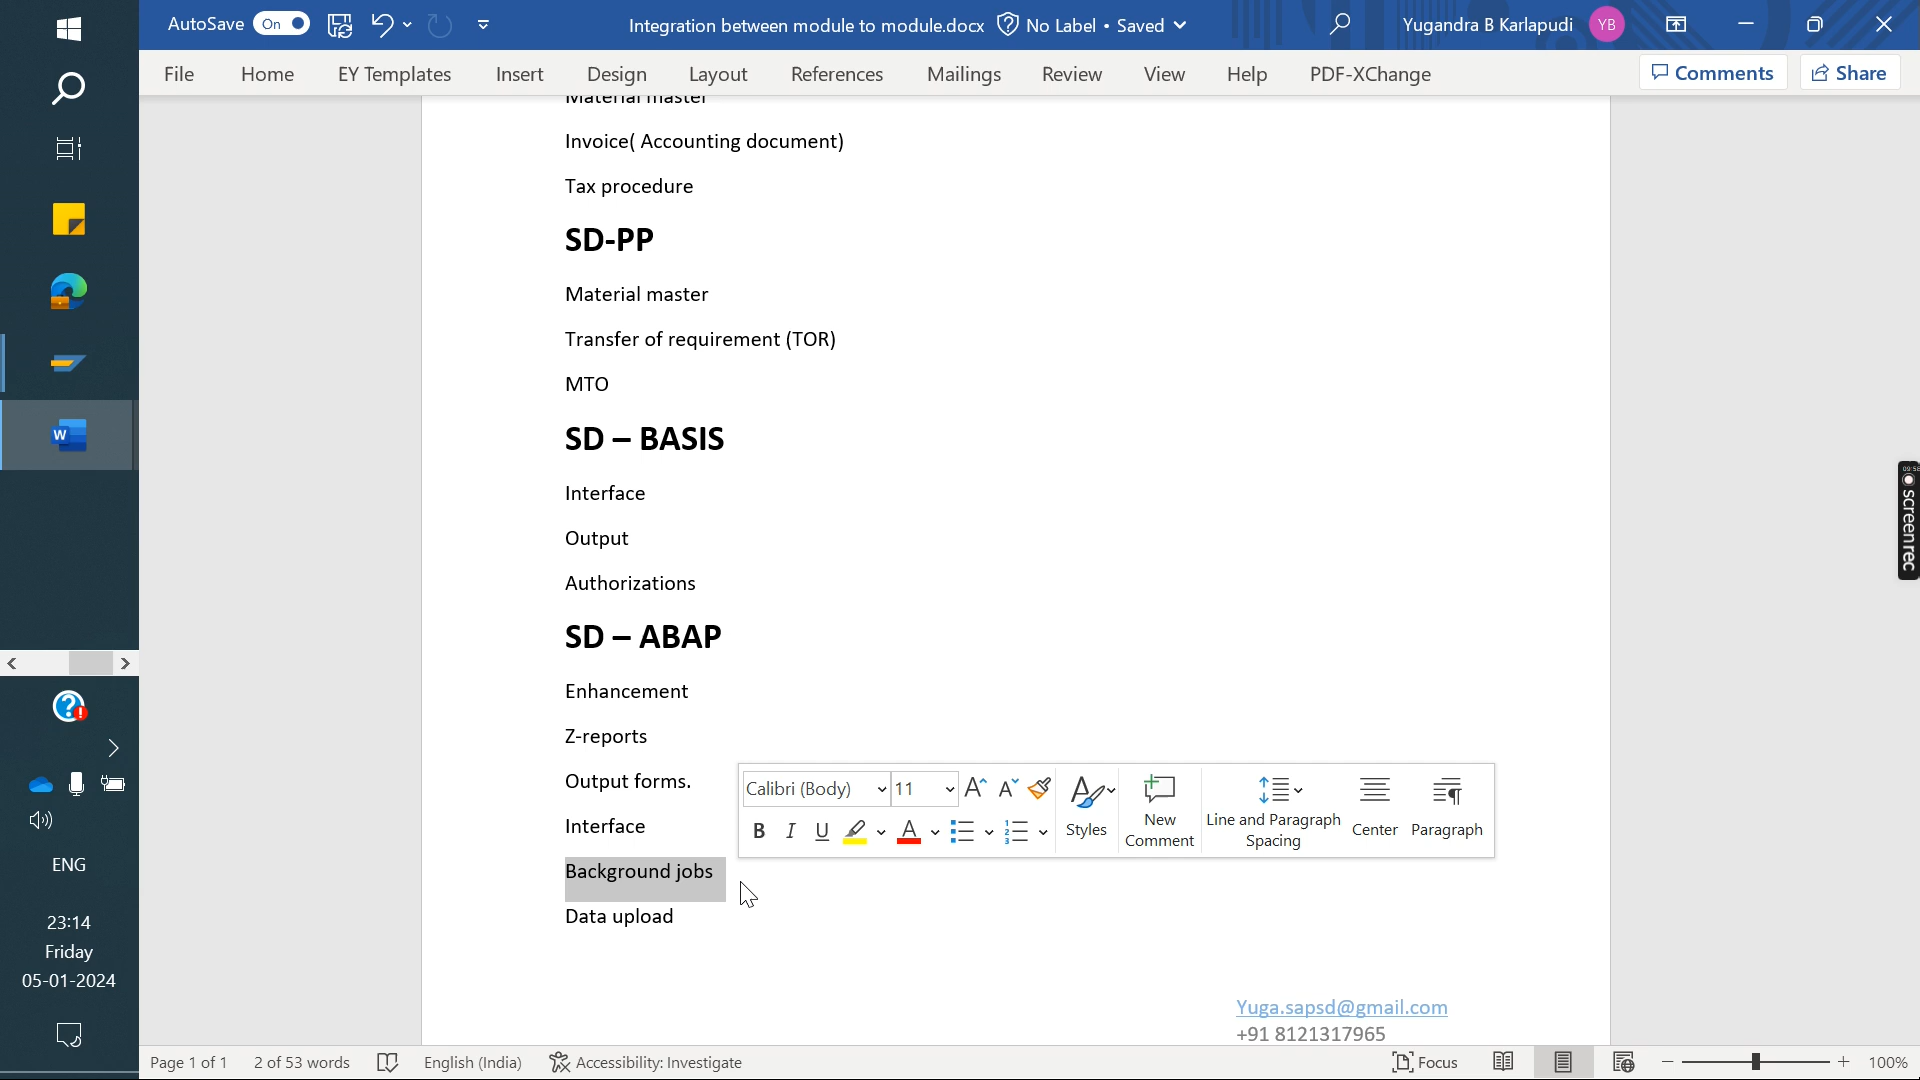 AutoSave On Integration between module to module.docx No Label • Saved Yugandra B Karlapudi YB
File Home EY Templates Insert Design Layout References Mailings Review View Help PDF-XChange Comments Share
Material master
Invoice( Accounting document)
Tax procedure
SD-PP
Material master
Transfer of requirement (TOR)
MTO
SD – BASIS
Interface
Output
Authorizations
SD – ABAP
Enhancement
Z-reports
Output forms.
Interface
Background jobs
Data upload
Calibri (Body) 11
B I U A
Styles
New
Comment
Line and Paragraph
Spacing
Center
Paragraph
Yuga.sapsd@gmail.com
+91 8121317965
ENG
23:14
Friday
05-01-2024
screenrec
Page 1 of 1 2 of 53 words English (India) Accessibility: Investigate Focus 100%